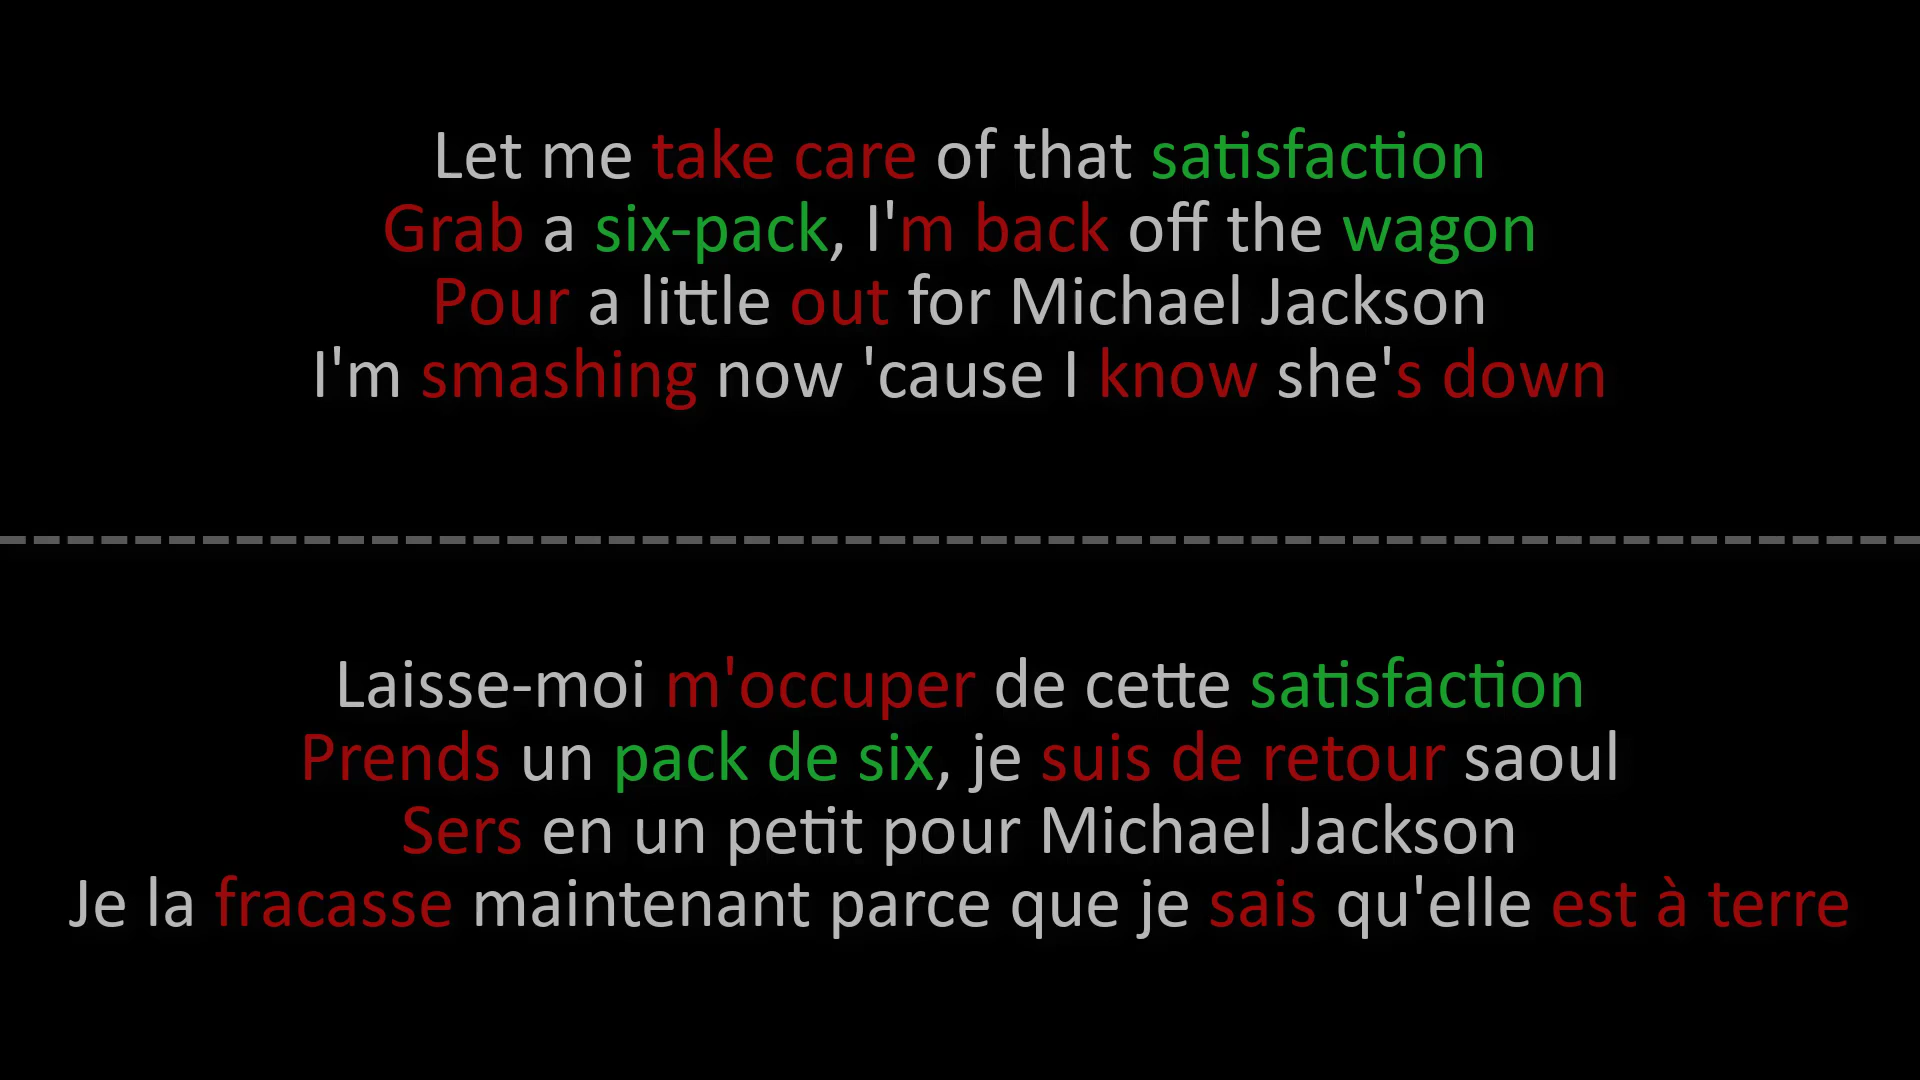 Let me take care of that satisfaction
Grab a six-pack, I'm back off the wagon
Pour a little out for Michael Jackson
I'm smashing now 'cause I know she's down
Laisse-moi m'occuper de cette satisfaction
Prends un pack de six, je suis de retour saoul
Sers en un petit pour Michael Jackson
Je la fracasse maintenant parce que je sais qu'elle est à terre